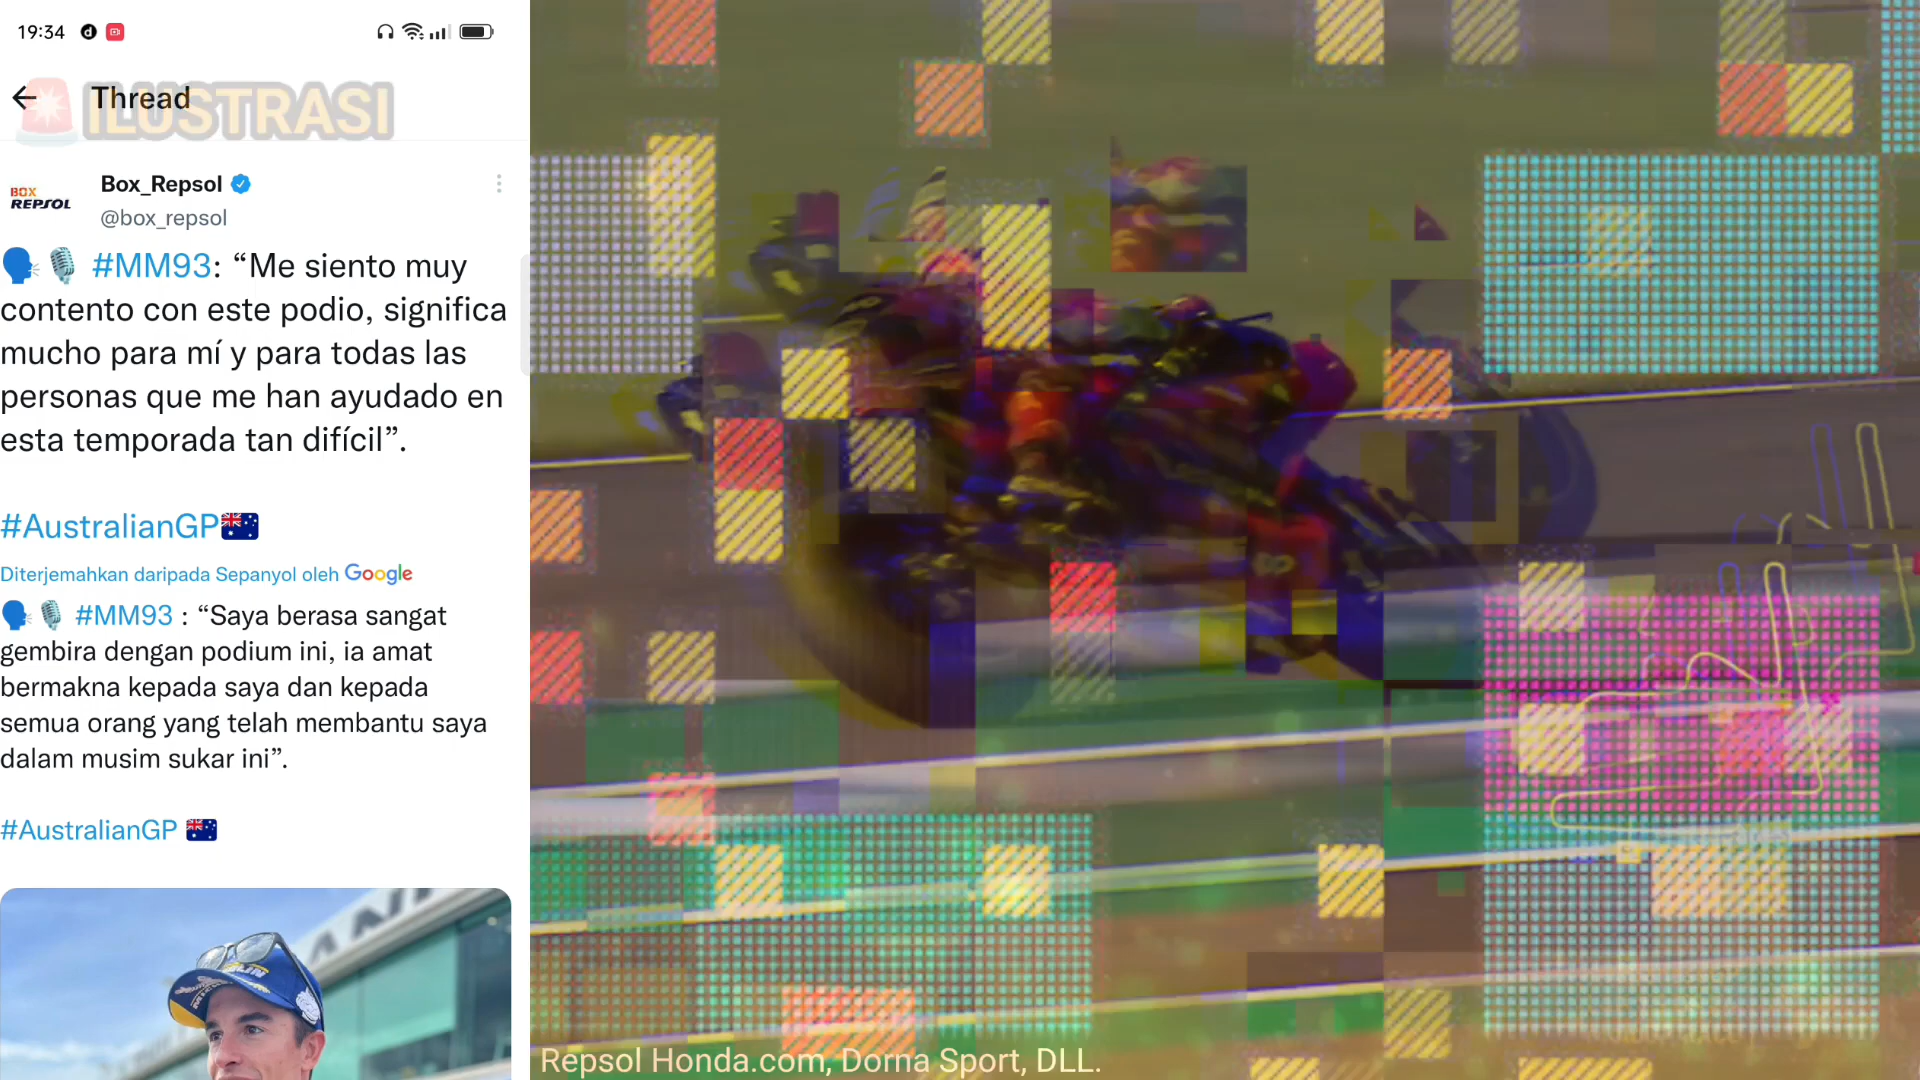 19:34
Thread
ILUSTRASI
BOX
REPSOL
Box_Repsol
@box_repsol
#MM93: “Me siento muy
contento con este podio, significa
mucho para mí y para todas las
personas que me han ayudado en
esta temporada tan difícil”.
#AustralianGP
Diterjemahkan daripada Sepanyol oleh Google
#MM93 : “Saya berasa sangat
gembira dengan podium ini, ia amat
bermakna kepada saya dan kepada
semua orang yang telah membantu saya
dalam musim sukar ini”.
#AustralianGP
Repsol Honda.com, Dorna Sport, DLL.